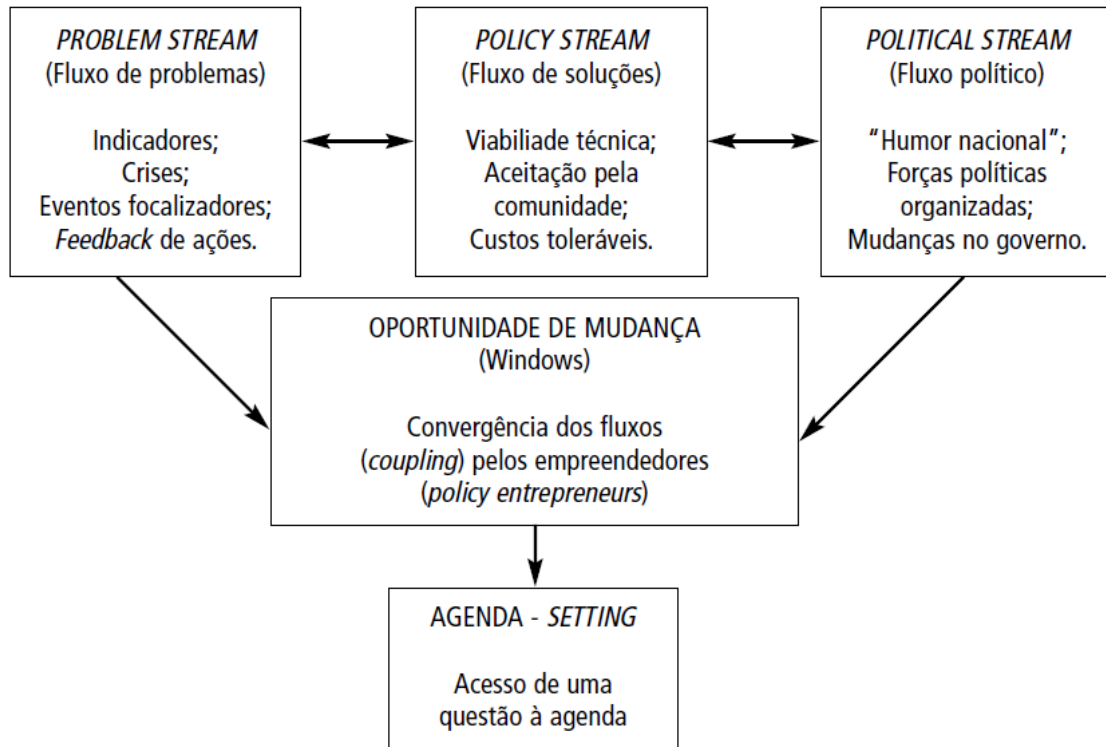 PROBLEM STREAM
(Fluxo de problemas)
Indicadores;
Crises;
Eventos focalizadores;
Feedback de ações.
POLICY STREAM
(Fluxo de soluções)
Viabiliade técnica;
Aceitação pela
comunidade;
Custos toleráveis.
POLITICAL STREAM
(Fluxo político)
“Humor nacional”;
Forças políticas
organizadas;
Mudanças no governo.
OPORTUNIDADE DE MUDANÇA
(Windows)
Convergência dos fluxos
(coupling) pelos empreendedores
(policy entrepreneurs)
AGENDA - SETTING
Acesso de uma
questão à agenda